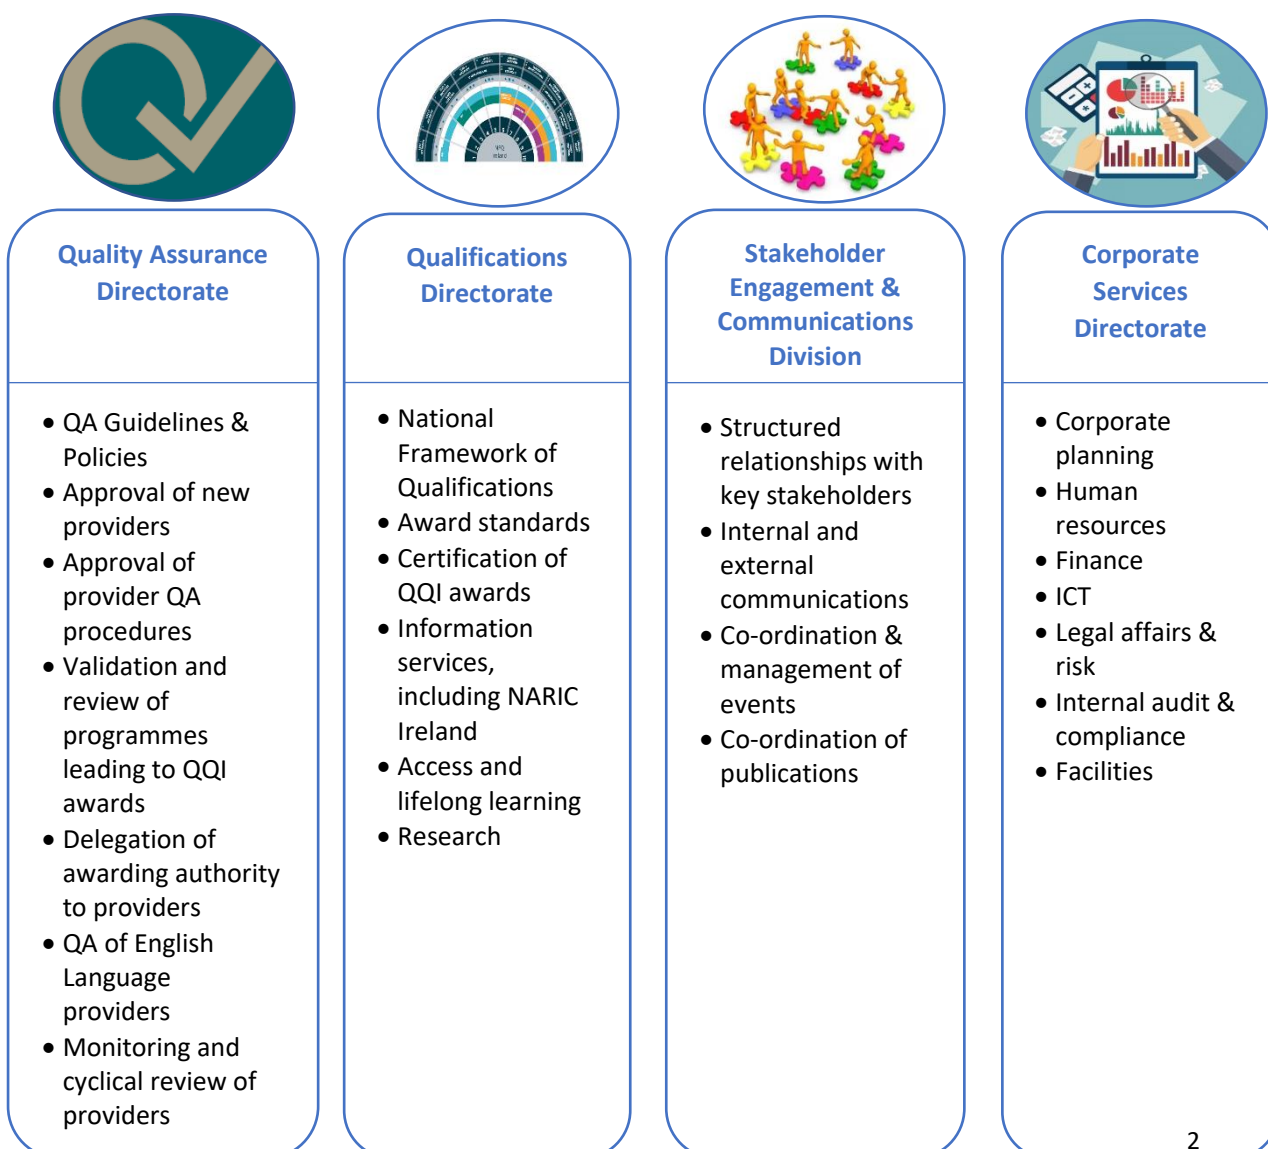 Quality Assurance
Directorate
• QA Guidelines &
Policies
• Approval of new
providers
• Approval of
provider QA
procedures
• Validation and
review of
programmes
leading to QQI
awards
• Delegation of
awarding authority
to providers
• QA of English
Language
providers
• Monitoring and
cyclical review of
providers
Qualifications
Directorate
• National
Framework of
Qualifications
• Award standards
• Certification of
QQI awards
• Information
services,
including NARIC
Ireland
• Access and
lifelong learning
• Research
Stakeholder
Engagement &
Communications
Division
• Structured
relationships with
key stakeholders
• Internal and
external
communications
• Co-ordination &
management of
events
• Co-ordination of
publications
Corporate
Services
Directorate
• Corporate
planning
• Human
resources
• Finance
• ICT
• Legal affairs &
risk
• Internal audit &
compliance
• Facilities
2